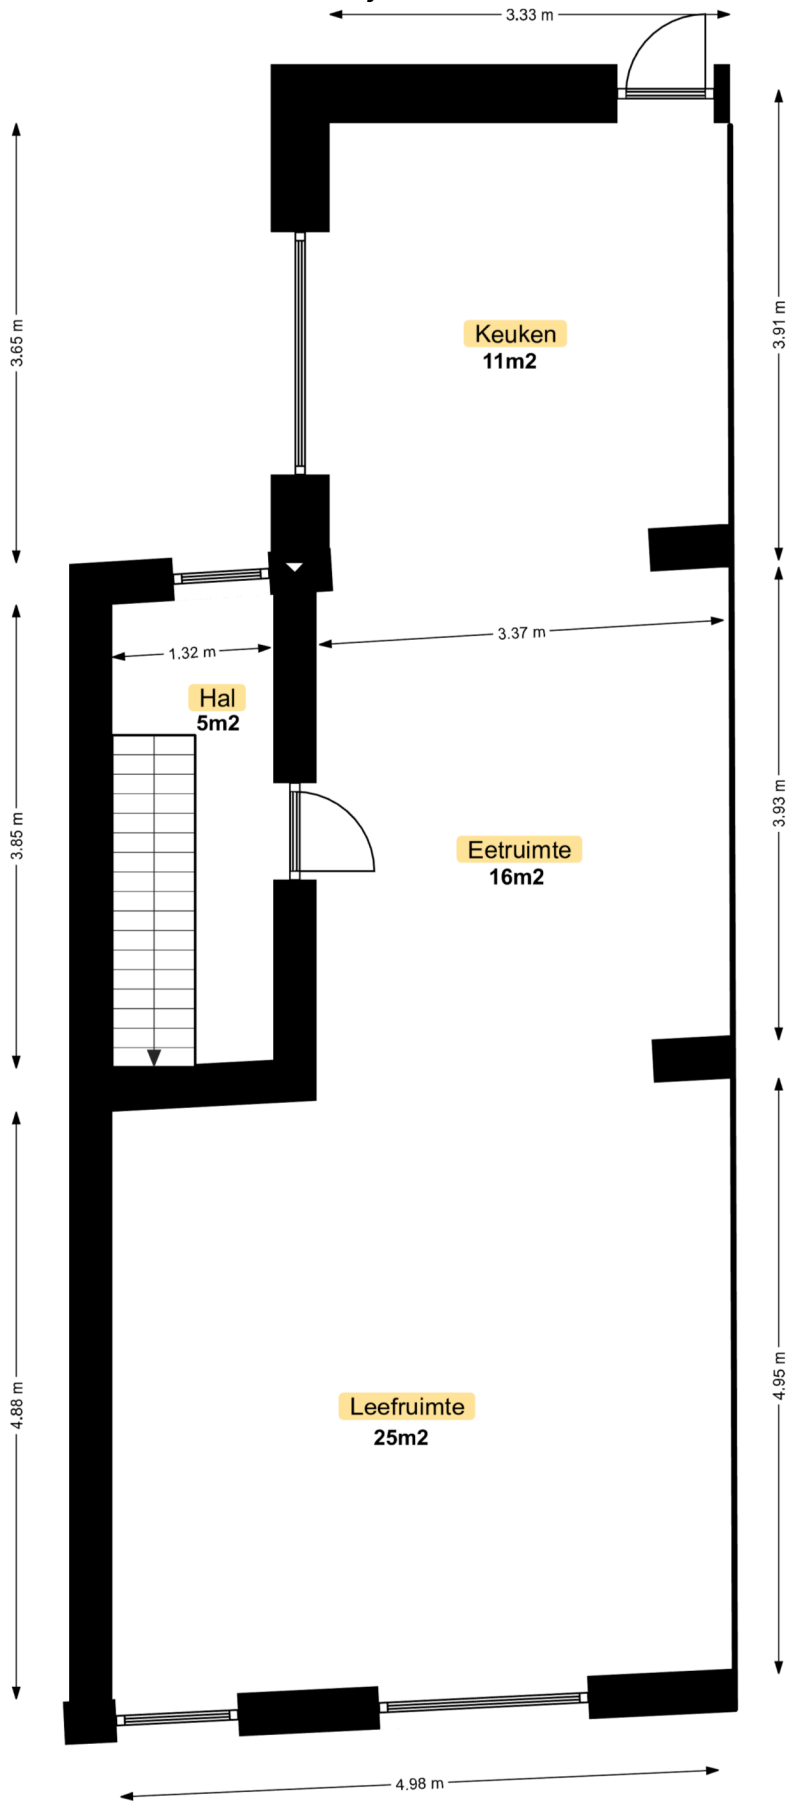 3.33 m
3.65 m
3.91 m
Keuken
11m2
3.37 m
1.32 m
Hal
5m2
3.85 m
3.93 m
Eetruimte
16m2
4.88 m
4.95 m
Leefruimte
25m2
4.98 m